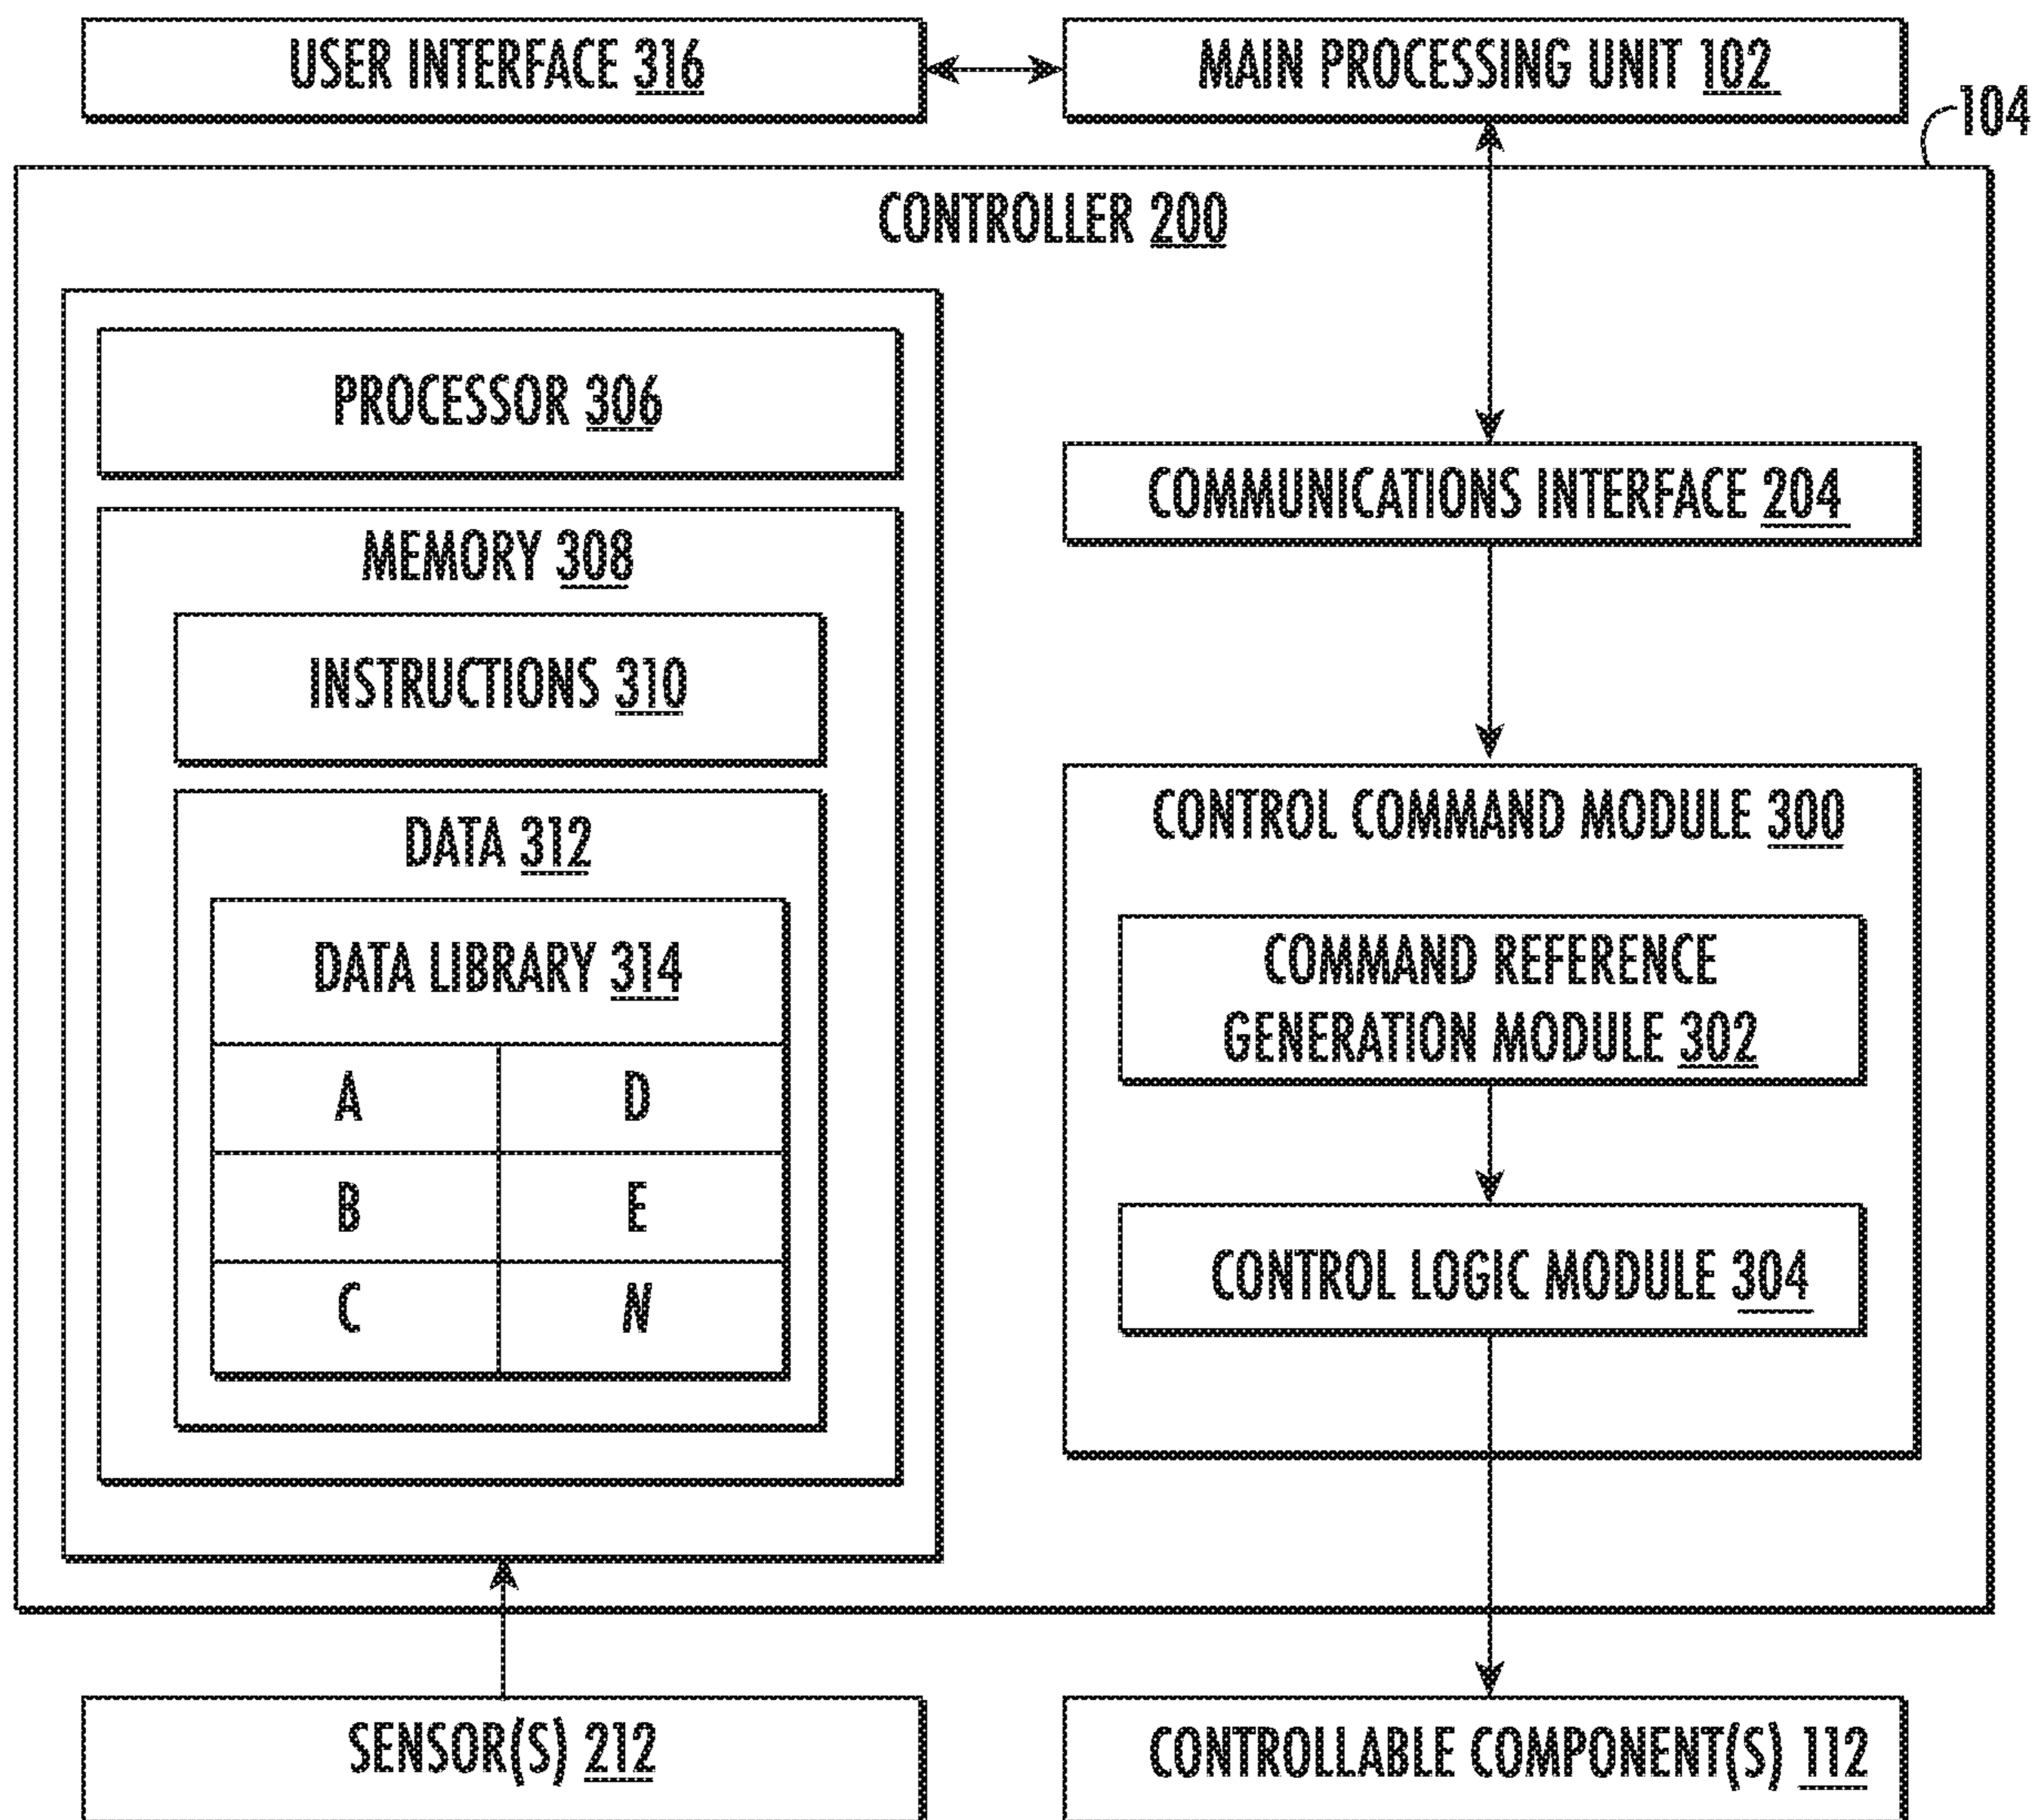 USER INTERFACE 316
MAIN PROCESSING UNIT 102
104
CONTROLLER 200
PROCESSOR 306
MEMORY 308
INSTRUCTIONS 310
DATA 312
DATA LIBRARY 314
A
D
B
E
C
N
COMMUNICATIONS INTERFACE 204
CONTROL COMMAND MODULE 300
COMMAND REFERENCE
GENERATION MODULE 302
CONTROL LOGIC MODULE 304
SENSOR(S) 212
CONTROLLABLE COMPONENT(S) 112